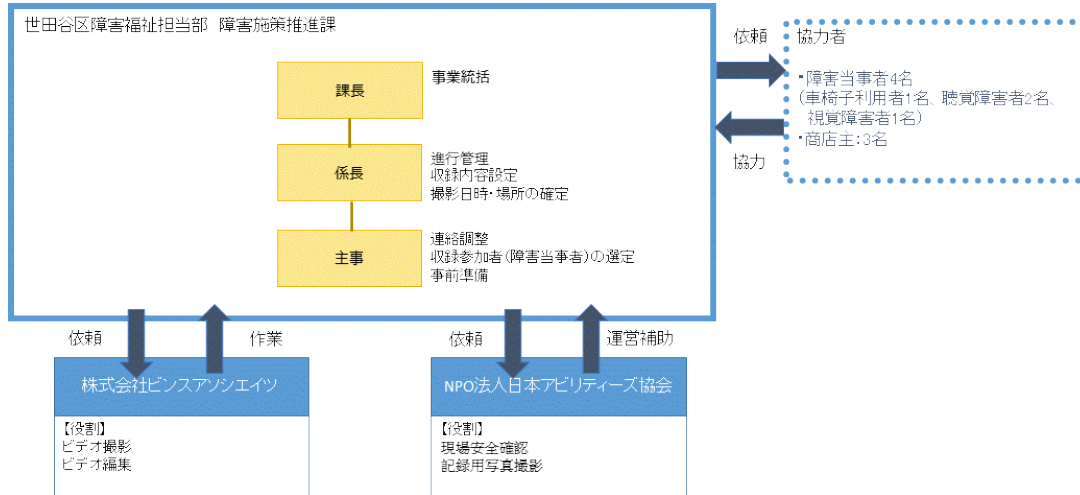 世田谷区障害福祉担当部 障害施策推進課
課長
事業統括
係長
進行管理
収録内容設定
撮影日時・場所の確定
主事
連絡調整
収録参加者(障害当事者)の選定
事前準備
依頼
協力
協力者
・障害当事者4名
(車椅子利用者1名、聴覚障害者2名、
視覚障害者1名)
・商店主:3名
依頼
作業
依頼
運営補助
株式会社ビンスアソシエイツ
【役割】
ビデオ撮影
ビデオ編集
NPO法人日本アビリティーズ協会
【役割】
現場安全確認
記録用写真撮影